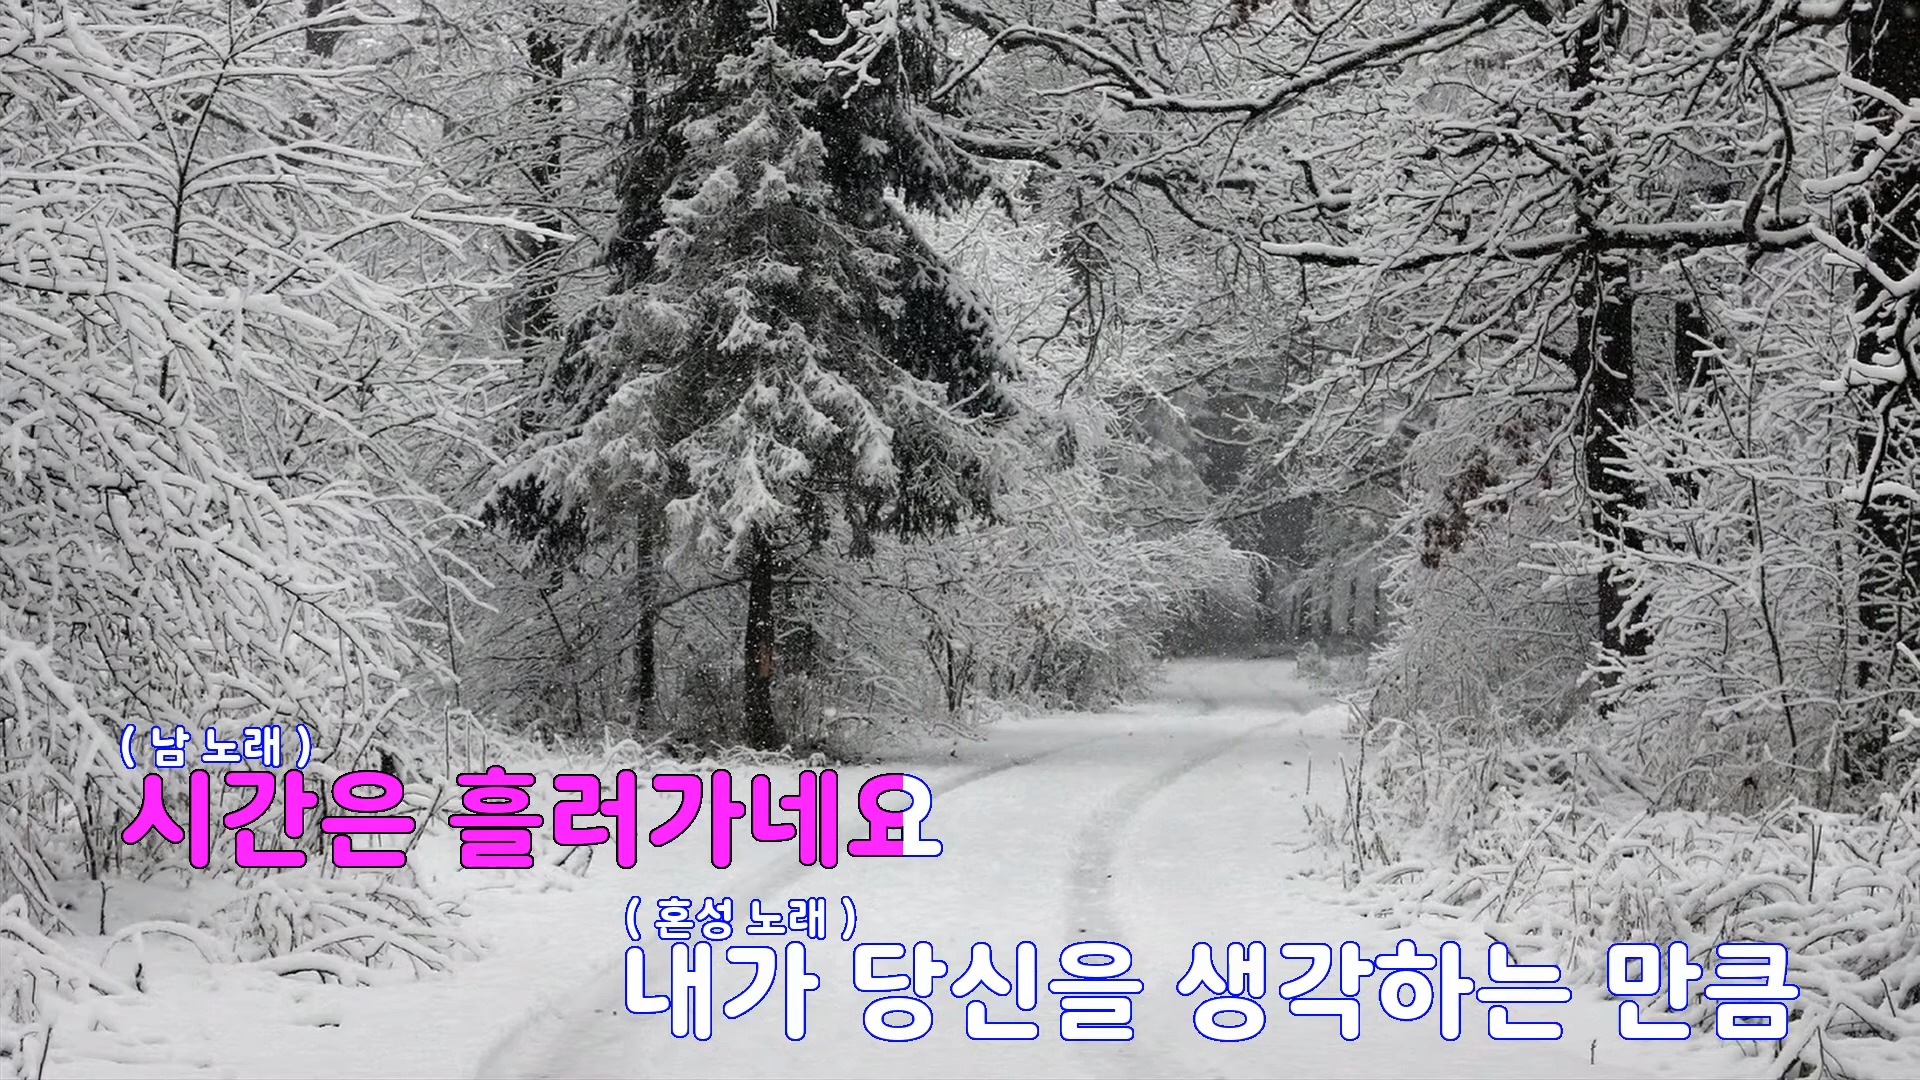 ( 남 노래 )
시간은 흘러가네요
( 혼성 노래 )
내가 당신을 생각하는 만큼